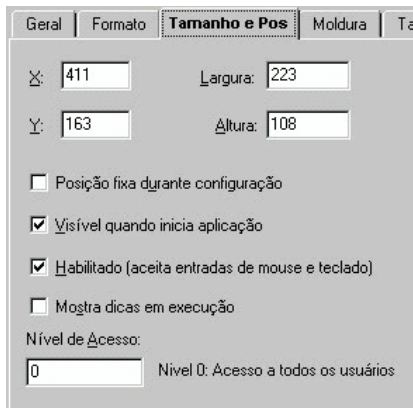 Geral Formato Tamanho e Pos Moldura Ta
X: 411 Largura: 223
Y: 163 Altura: 108
Posição fixa durante configuração
Visível quando inicia aplicação
Habilitado (aceita entradas de mouse e teclado)
Mostra dicas em execução
Nível de Acesso:
0 Nivel 0: Acesso a todos os usuários